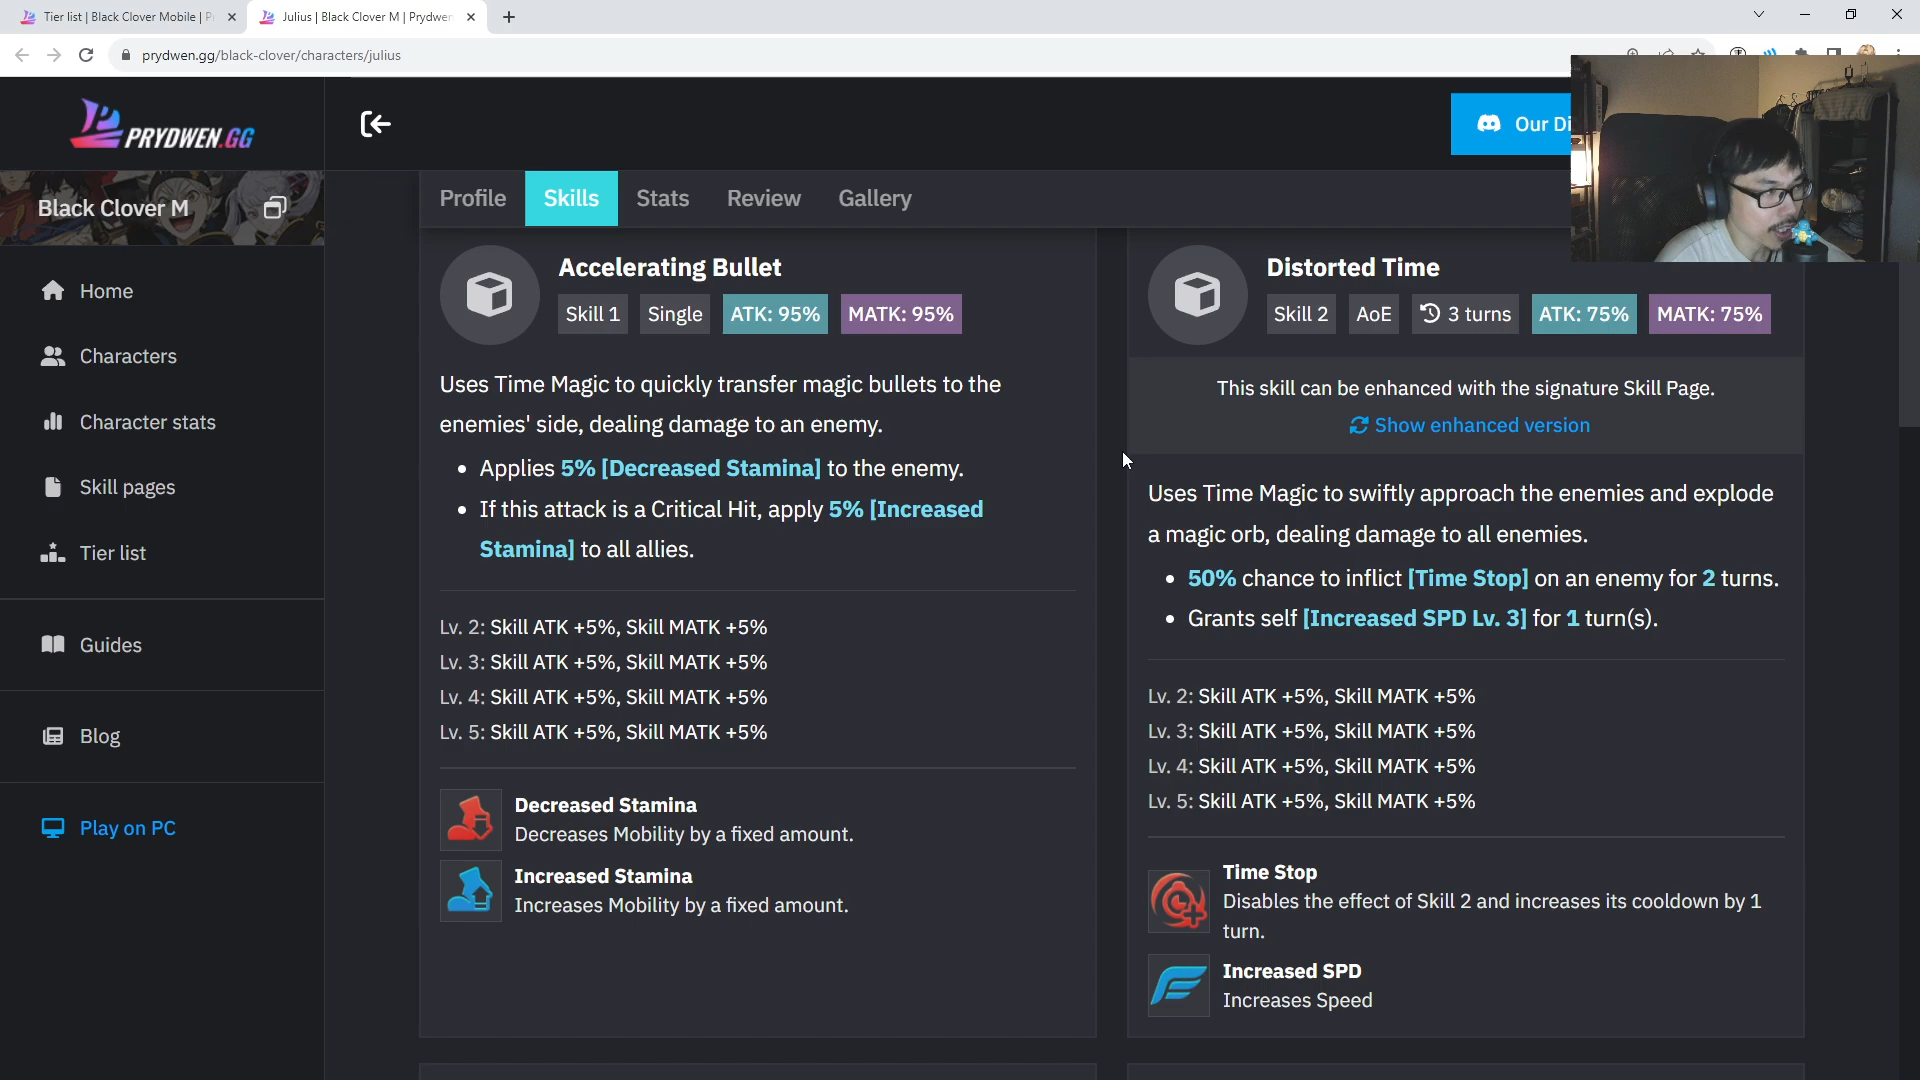 Tier list | Black Clover Mobile | P
Julius | Black Clover M | Prydwen
prydwen.gg/black-clover/characters/julius
PRYDWEN.GG
Our Di
Black Clover M
Profile
Skills
Stats
Review
Gallery
Home
Characters
Character stats
Skill pages
Tier list
Guides
Blog
Play on PC
Accelerating Bullet
Skill 1
Single
ATK: 95%
MATK: 95%
Uses Time Magic to quickly transfer magic bullets to the
enemies' side, dealing damage to an enemy.
Applies 5% [Decreased Stamina] to the enemy.
If this attack is a Critical Hit, apply 5% [Increased
Stamina] to all allies.
Lv. 2: Skill ATK +5%, Skill MATK +5%
Lv. 3: Skill ATK +5%, Skill MATK +5%
Lv. 4: Skill ATK +5%, Skill MATK +5%
Lv. 5: Skill ATK +5%, Skill MATK +5%
Decreased Stamina
Decreases Mobility by a fixed amount.
Increased Stamina
Increases Mobility by a fixed amount.
Distorted Time
Skill 2
AoE
3 turns
ATK: 75%
MATK: 75%
This skill can be enhanced with the signature Skill Page.
Show enhanced version
Uses Time Magic to swiftly approach the enemies and explode
a magic orb, dealing damage to all enemies.
50% chance to inflict [Time Stop] on an enemy for 2 turns.
Grants self [Increased SPD Lv. 3] for 1 turn(s).
Lv. 2: Skill ATK +5%, Skill MATK +5%
Lv. 3: Skill ATK +5%, Skill MATK +5%
Lv. 4: Skill ATK +5%, Skill MATK +5%
Lv. 5: Skill ATK +5%, Skill MATK +5%
Time Stop
Disables the effect of Skill 2 and increases its cooldown by 1
turn.
Increased SPD
Increases Speed